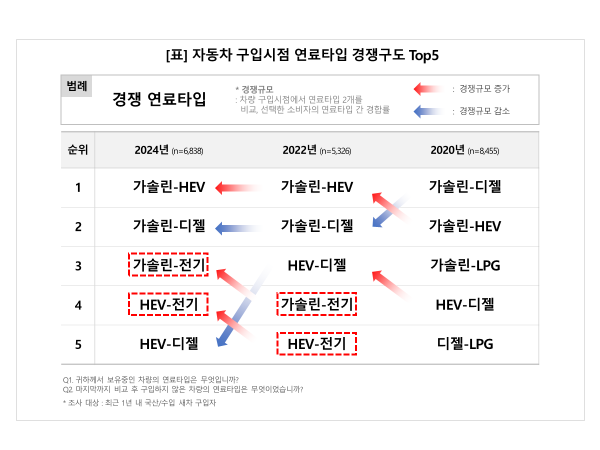 [표] 자동차 구입시점 연료타입 경쟁구도 Top5
범례
경쟁 연료타입
* 경쟁규모
: 차량 구입시점에서 연료타입 2개를
비교, 선택한 소비자의 연료타입 간 경합률
: 경쟁규모 증가
: 경쟁규모 감소
순위 2024년 (n=6,838) 2022년 (n=5,326) 2020년 (n=8,455)
1 가솔린-HEV 가솔린-HEV 가솔린-디젤
2 가솔린-디젤 가솔린-디젤 가솔린-HEV
3 가솔린-전기 HEV-디젤 가솔린-LPG
4 HEV-전기 가솔린-전기 HEV-디젤
5 HEV-디젤 HEV-전기 디젤-LPG
Q1. 귀하께서 보유중인 차량의 연료타입은 무엇입니까?
Q2. 마지막까지 비교 후 구입하지 않은 차량의 연료타입은 무엇이었습니까?
* 조사 대상 : 최근 1년 내 국산/수입 새차 구입자